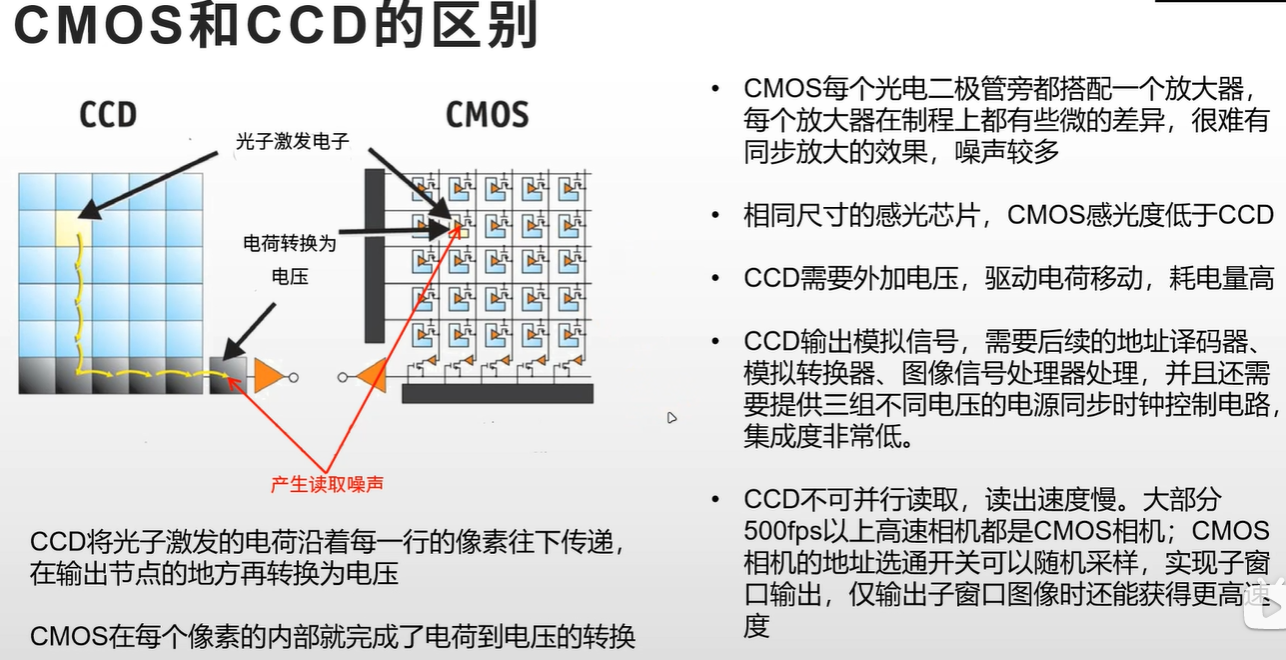 CMOS和CCD的区别
CCD
CMOS
光子激发电子
电荷转换为
电压
产生读取噪声
CCD将光子激发的电荷沿着每一行的像素往下传递，
在输出节点的地方再转换为电压
CMOS在每个像素的内部就完成了电荷到电压的转换
• CMOS每个光电二极管旁都搭配一个放大器，
每个放大器在制程上都有些微的差异，很难有
同步放大的效果，噪声较多
• 相同尺寸的感光芯片，CMOS感光度低于CCD
• CCD需要外加电压，驱动电荷移动，耗电量高
• CCD输出模拟信号，需要后续的地址译码器、
模拟转换器、图像信号处理器处理，并且还需
要提供三组不同电压的电源同步时钟控制电路，
集成度非常低。
• CCD不可并行读取，读出速度慢。大部分
500fps以上高速相机都是CMOS相机；CMOS
相机的地址选通开关可以随机采样，实现子窗
口输出，仅输出子窗口图像时还能获得更高速
度